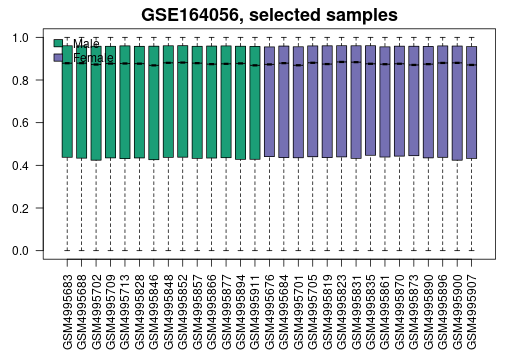 GSE164056, selected samples
Male
Female
1.0
0.8
0.6
0.4
0.2
0.0
GSM4995683
GSM4995688
GSM4995702
GSM4995709
GSM4995713
GSM4995828
GSM4995846
GSM4995848
GSM4995852
GSM4995857
GSM4995866
GSM4995877
GSM4995894
GSM4995911
GSM4995676
GSM4995684
GSM4995701
GSM4995705
GSM4995819
GSM4995823
GSM4995831
GSM4995835
GSM4995861
GSM4995870
GSM4995873
GSM4995890
GSM4995896
GSM4995900
GSM4995907